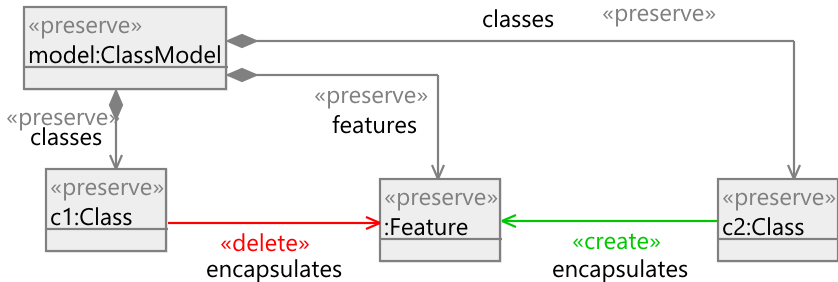 «preserve»
model:ClassModel
classes
«preserve»
«preserve»
features
«preserve»
classes
«preserve»
c1:Class
«preserve»
:Feature
«preserve»
c2:Class
«delete»
encapsulates
«create»
encapsulates